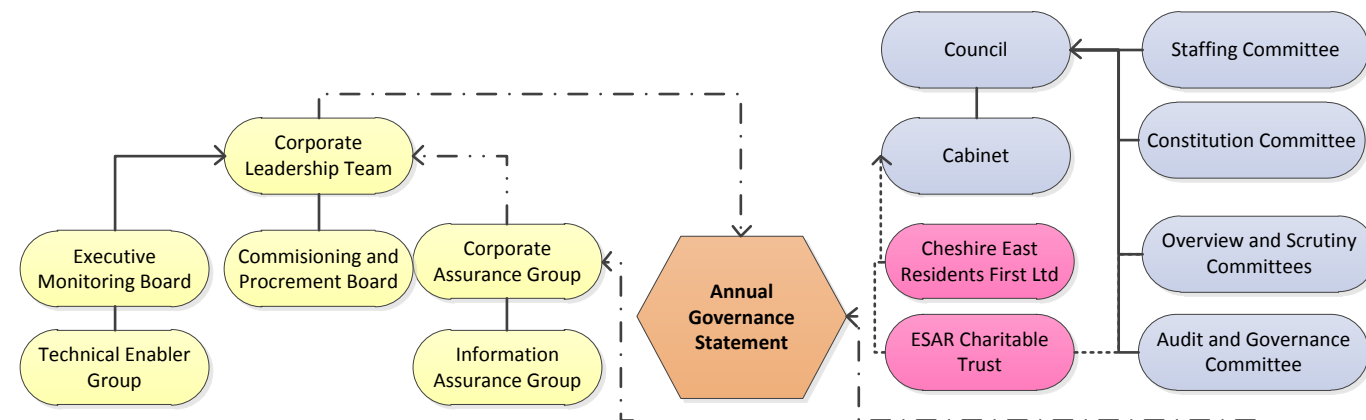 Council
Staffing Committee
Corporate
Leadership Team
Cabinet
Constitution Committee
Executive
Monitoring Board
Commisioning and
Procrement Board
Corporate
Assurance Group
Annual
Governance
Statement
Cheshire East
Residents First Ltd
Overview and Scrutiny
Committees
Technical Enabler
Group
Information
Assurance Group
ESAR Charitable
Trust
Audit and Governance
Committee